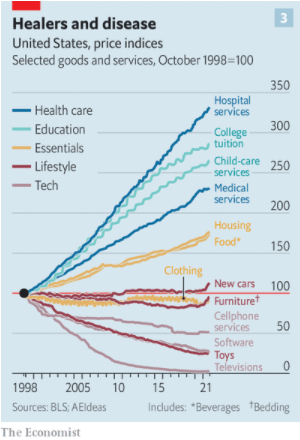 Healers and disease
3
United States, price indices
Selected goods and services, October 1998=100
350
Health care
Education
Essentials
Lifestyle
Tech
Hospital
services
300
College
tuition
Child-care
services
250
Medical
services
200
Housing
Food*
150
Clothing
New cars
100
Furniture†
Cellphone
services
50
Software
Toys
Televisions
0
1998 2005 10 15 21
Sources: BLS; AEIdeas Includes: *Beverages †Bedding
The Economist